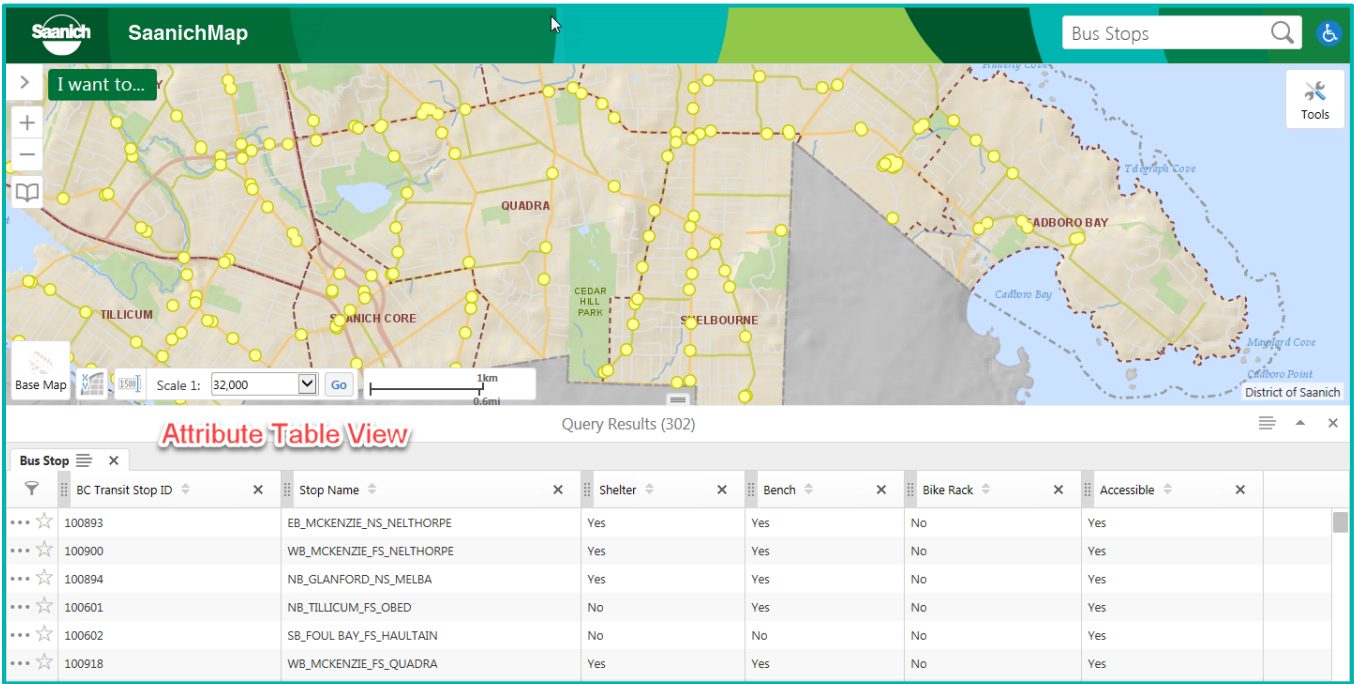 Saanich
SaanichMap
Bus Stops
I want to...
Tools
Telegraph Cove
QUADRA
CADBORO BAY
CEDAR
HILL
PARK
Cadboro Bay
TILLICUM
SAANICH CORE
SHELBOURNE
Maynard Cove
Cadboro Point
Base Map
Scale 1:
32,000
Go
1km
0.6mi
District of Saanich
Attribute Table View
Query Results (302)
Bus Stop
BC Transit Stop ID Stop Name Shelter Bench Bike Rack Accessible
100893 EB_MCKENZIE_NS_NELTHORPE Yes Yes No Yes
100900 WB_MCKENZIE_FS_NELTHORPE Yes Yes No Yes
100894 NB_GLANFORD_NS_MELBA Yes Yes No Yes
100601 NB_TILLICUM_FS_OBED No Yes No Yes
100602 SB_FOUL BAY_FS_HAULTAIN No No No Yes
100918 WB_MCKENZIE_FS_QUADRA Yes Yes No Yes